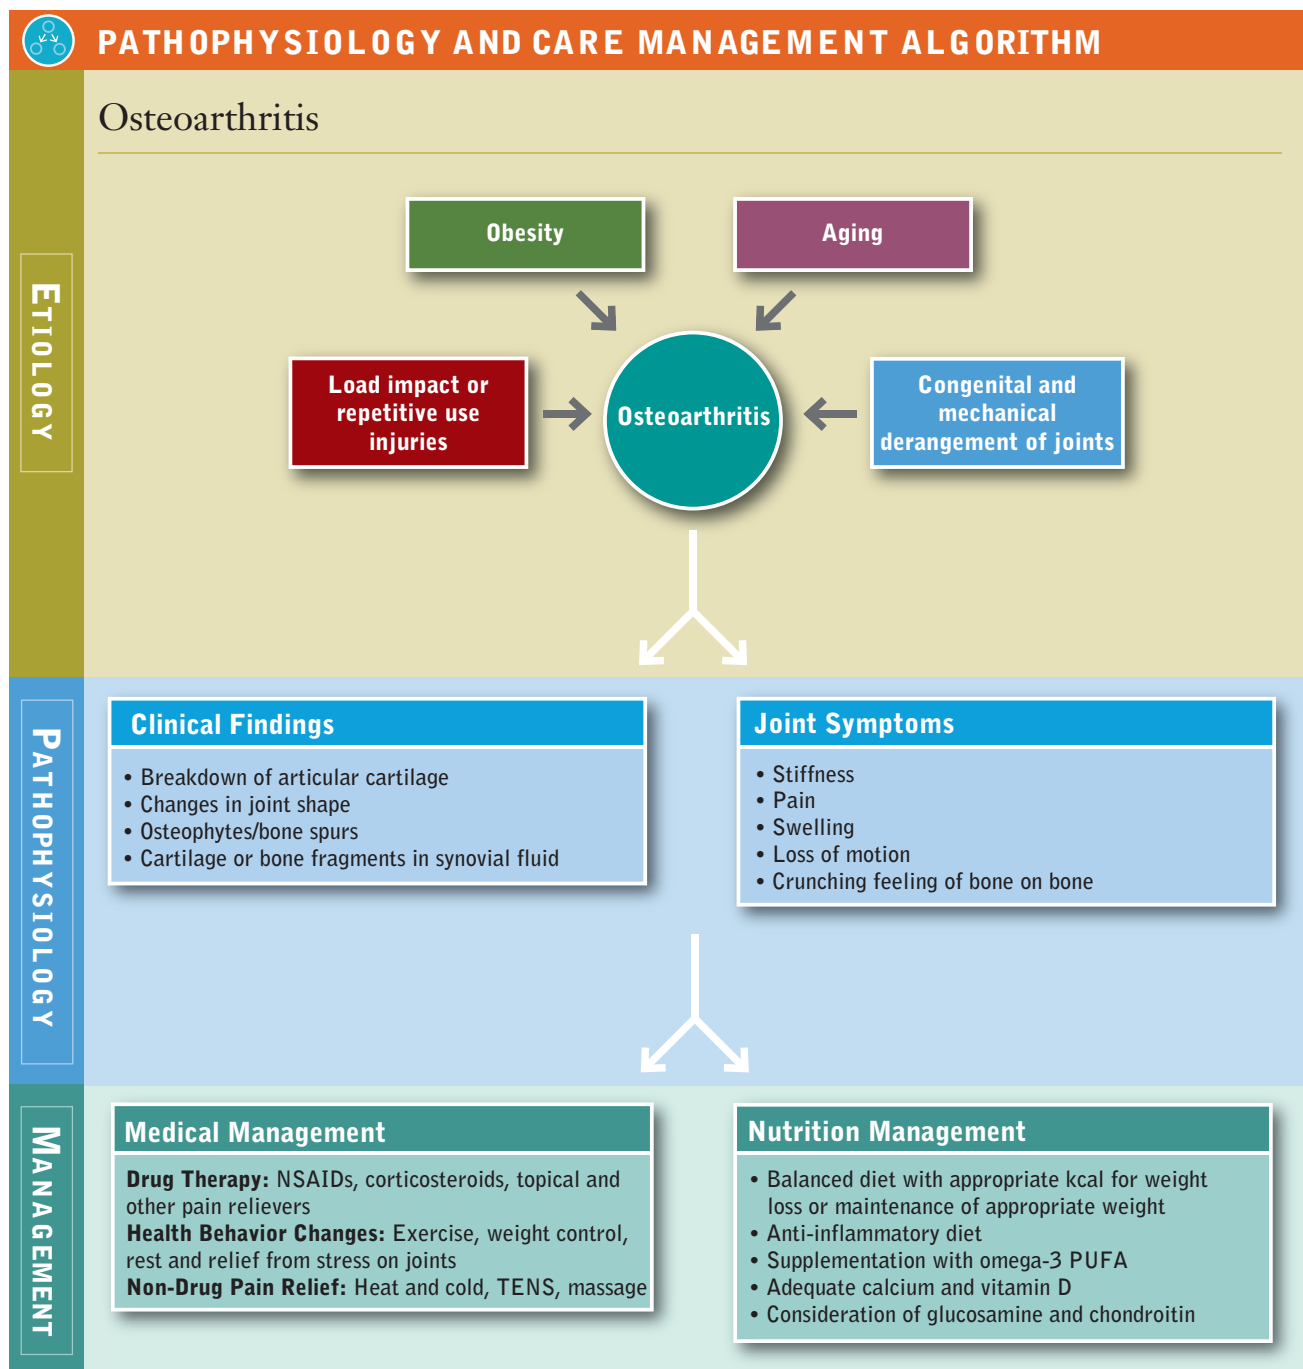 PATHOPHYSIOLOGY AND CARE MANAGEMENT ALGORITHM
ETIOLOGY
Osteoarthritis
Obesity
Aging
Load impact or
repetitive use
injuries
Osteoarthritis
Congenital and
mechanical
derangement of joints
PATHOPHYSIOLOGY
Clinical Findings
• Breakdown of articular cartilage
• Changes in joint shape
• Osteophytes/bone spurs
• Cartilage or bone fragments in synovial fluid
Joint Symptoms
• Stiffness
• Pain
• Swelling
• Loss of motion
• Crunching feeling of bone on bone
MANAGEMENT
Medical Management
Drug Therapy: NSAIDs, corticosteroids, topical and
other pain relievers
Health Behavior Changes: Exercise, weight control,
rest and relief from stress on joints
Non-Drug Pain Relief: Heat and cold, TENS, massage
Nutrition Management
• Balanced diet with appropriate kcal for weight
loss or maintenance of appropriate weight
• Anti-inflammatory diet
• Supplementation with omega-3 PUFA
• Adequate calcium and vitamin D
• Consideration of glucosamine and chondroitin